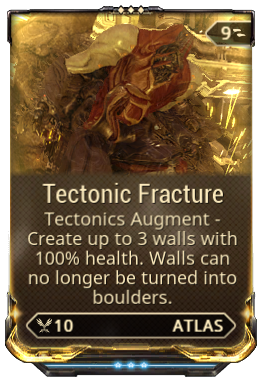 9
Tectonic Fracture
Tectonics Augment -
Create up to 3 walls with
100% health. Walls can
no longer be turned into
boulders.
10 ATLAS